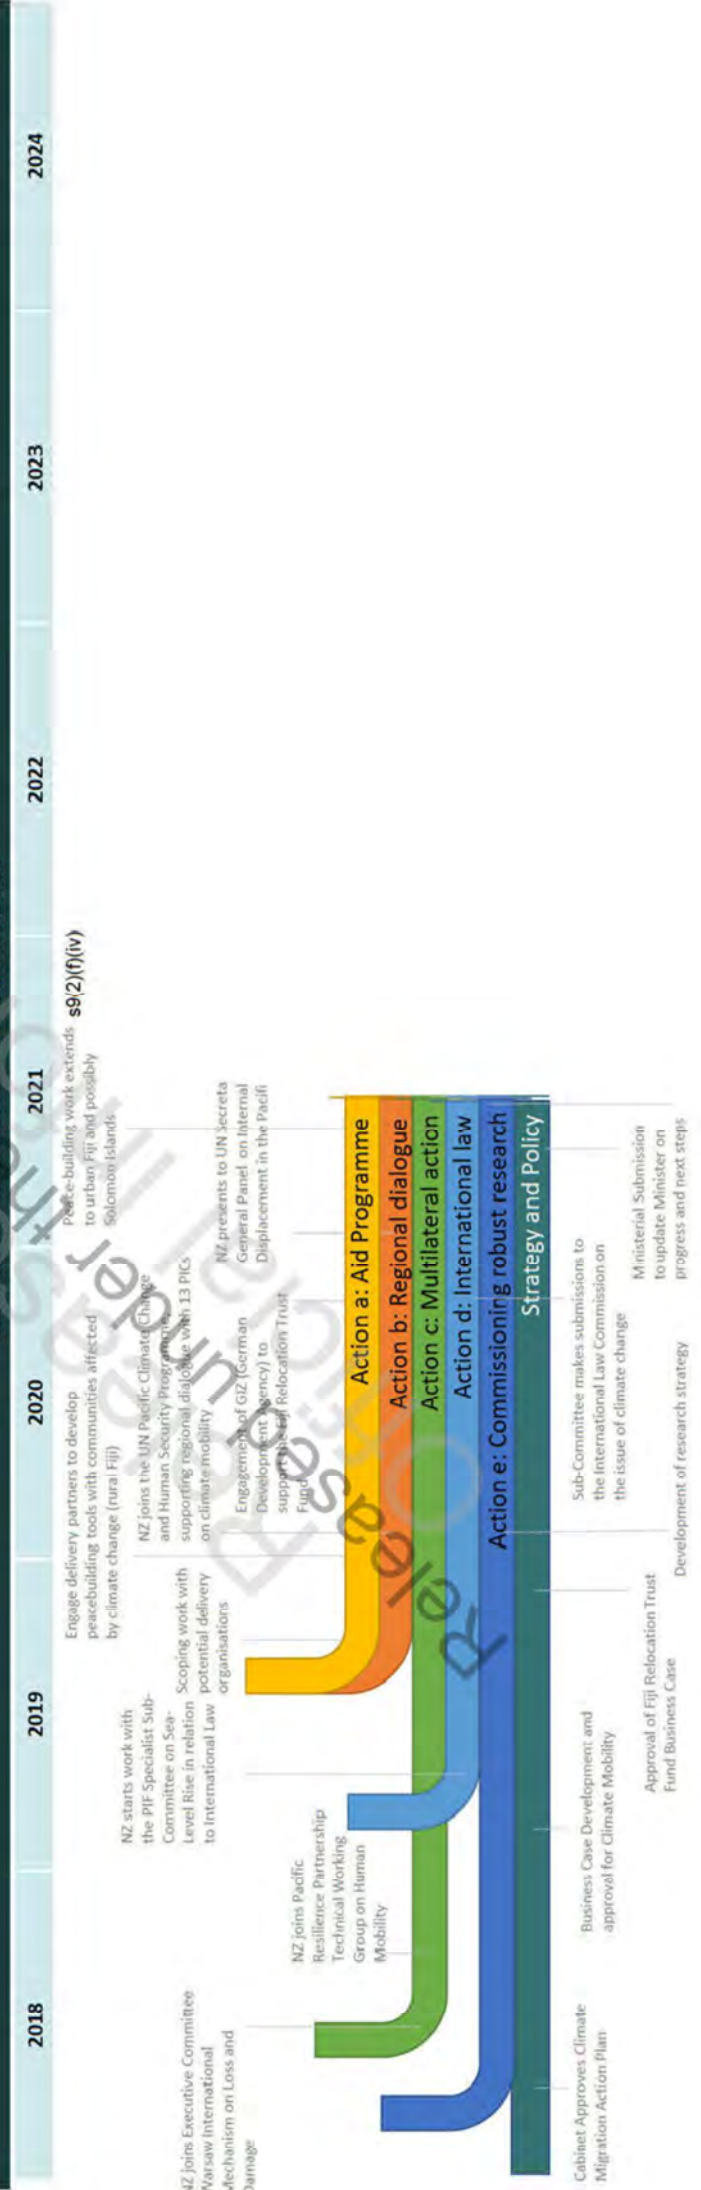 2018
2019
2020
2021
2022
2023
2024
NZ joins Executive Committee
Warsaw International
Mechanism on Loss and
Damage
NZ joins Pacific
Resilience Partnership
Technical Working
Group on Human
Mobility
NZ starts work with
the PIF Specialist Sub-
Committee on Sea-
Level Rise in relation
to International Law
Scoping work with
potential delivery
organisations
Engage delivery partners to develop
peacebuilding tools with communities affected
by climate change (rural Fiji)
NZ joins the UN Pacific Climate Change
and Human Security Programme
supporting regional dialogue with 13 PICs
on climate mobility
Engagement of GIZ (German
Development Agency) to
support the Fiji Relocation Trust
Fund
Peace-building work extends
to urban Fiji and possibly
Solomon Islands
s9(2)(f)(iv)
NZ presents to UN Secreta
General Panel on Internal
Displacement in the Pacifi
Action a: Aid Programme
Action b: Regional dialogue
Action c: Multilateral action
Action d: International law
Action e: Commissioning robust research
Strategy and Policy
Cabinet Approves Climate
Migration Action Plan
Business Case Development and
approval for Climate Mobility
Approval of Fiji Relocation Trust
Fund Business Case
Development of research strategy
Sub-Committee makes submissions to
the International Law Commission on
the issue of climate change
Ministerial Submission
to update Minister on
progress and next steps
Released under the